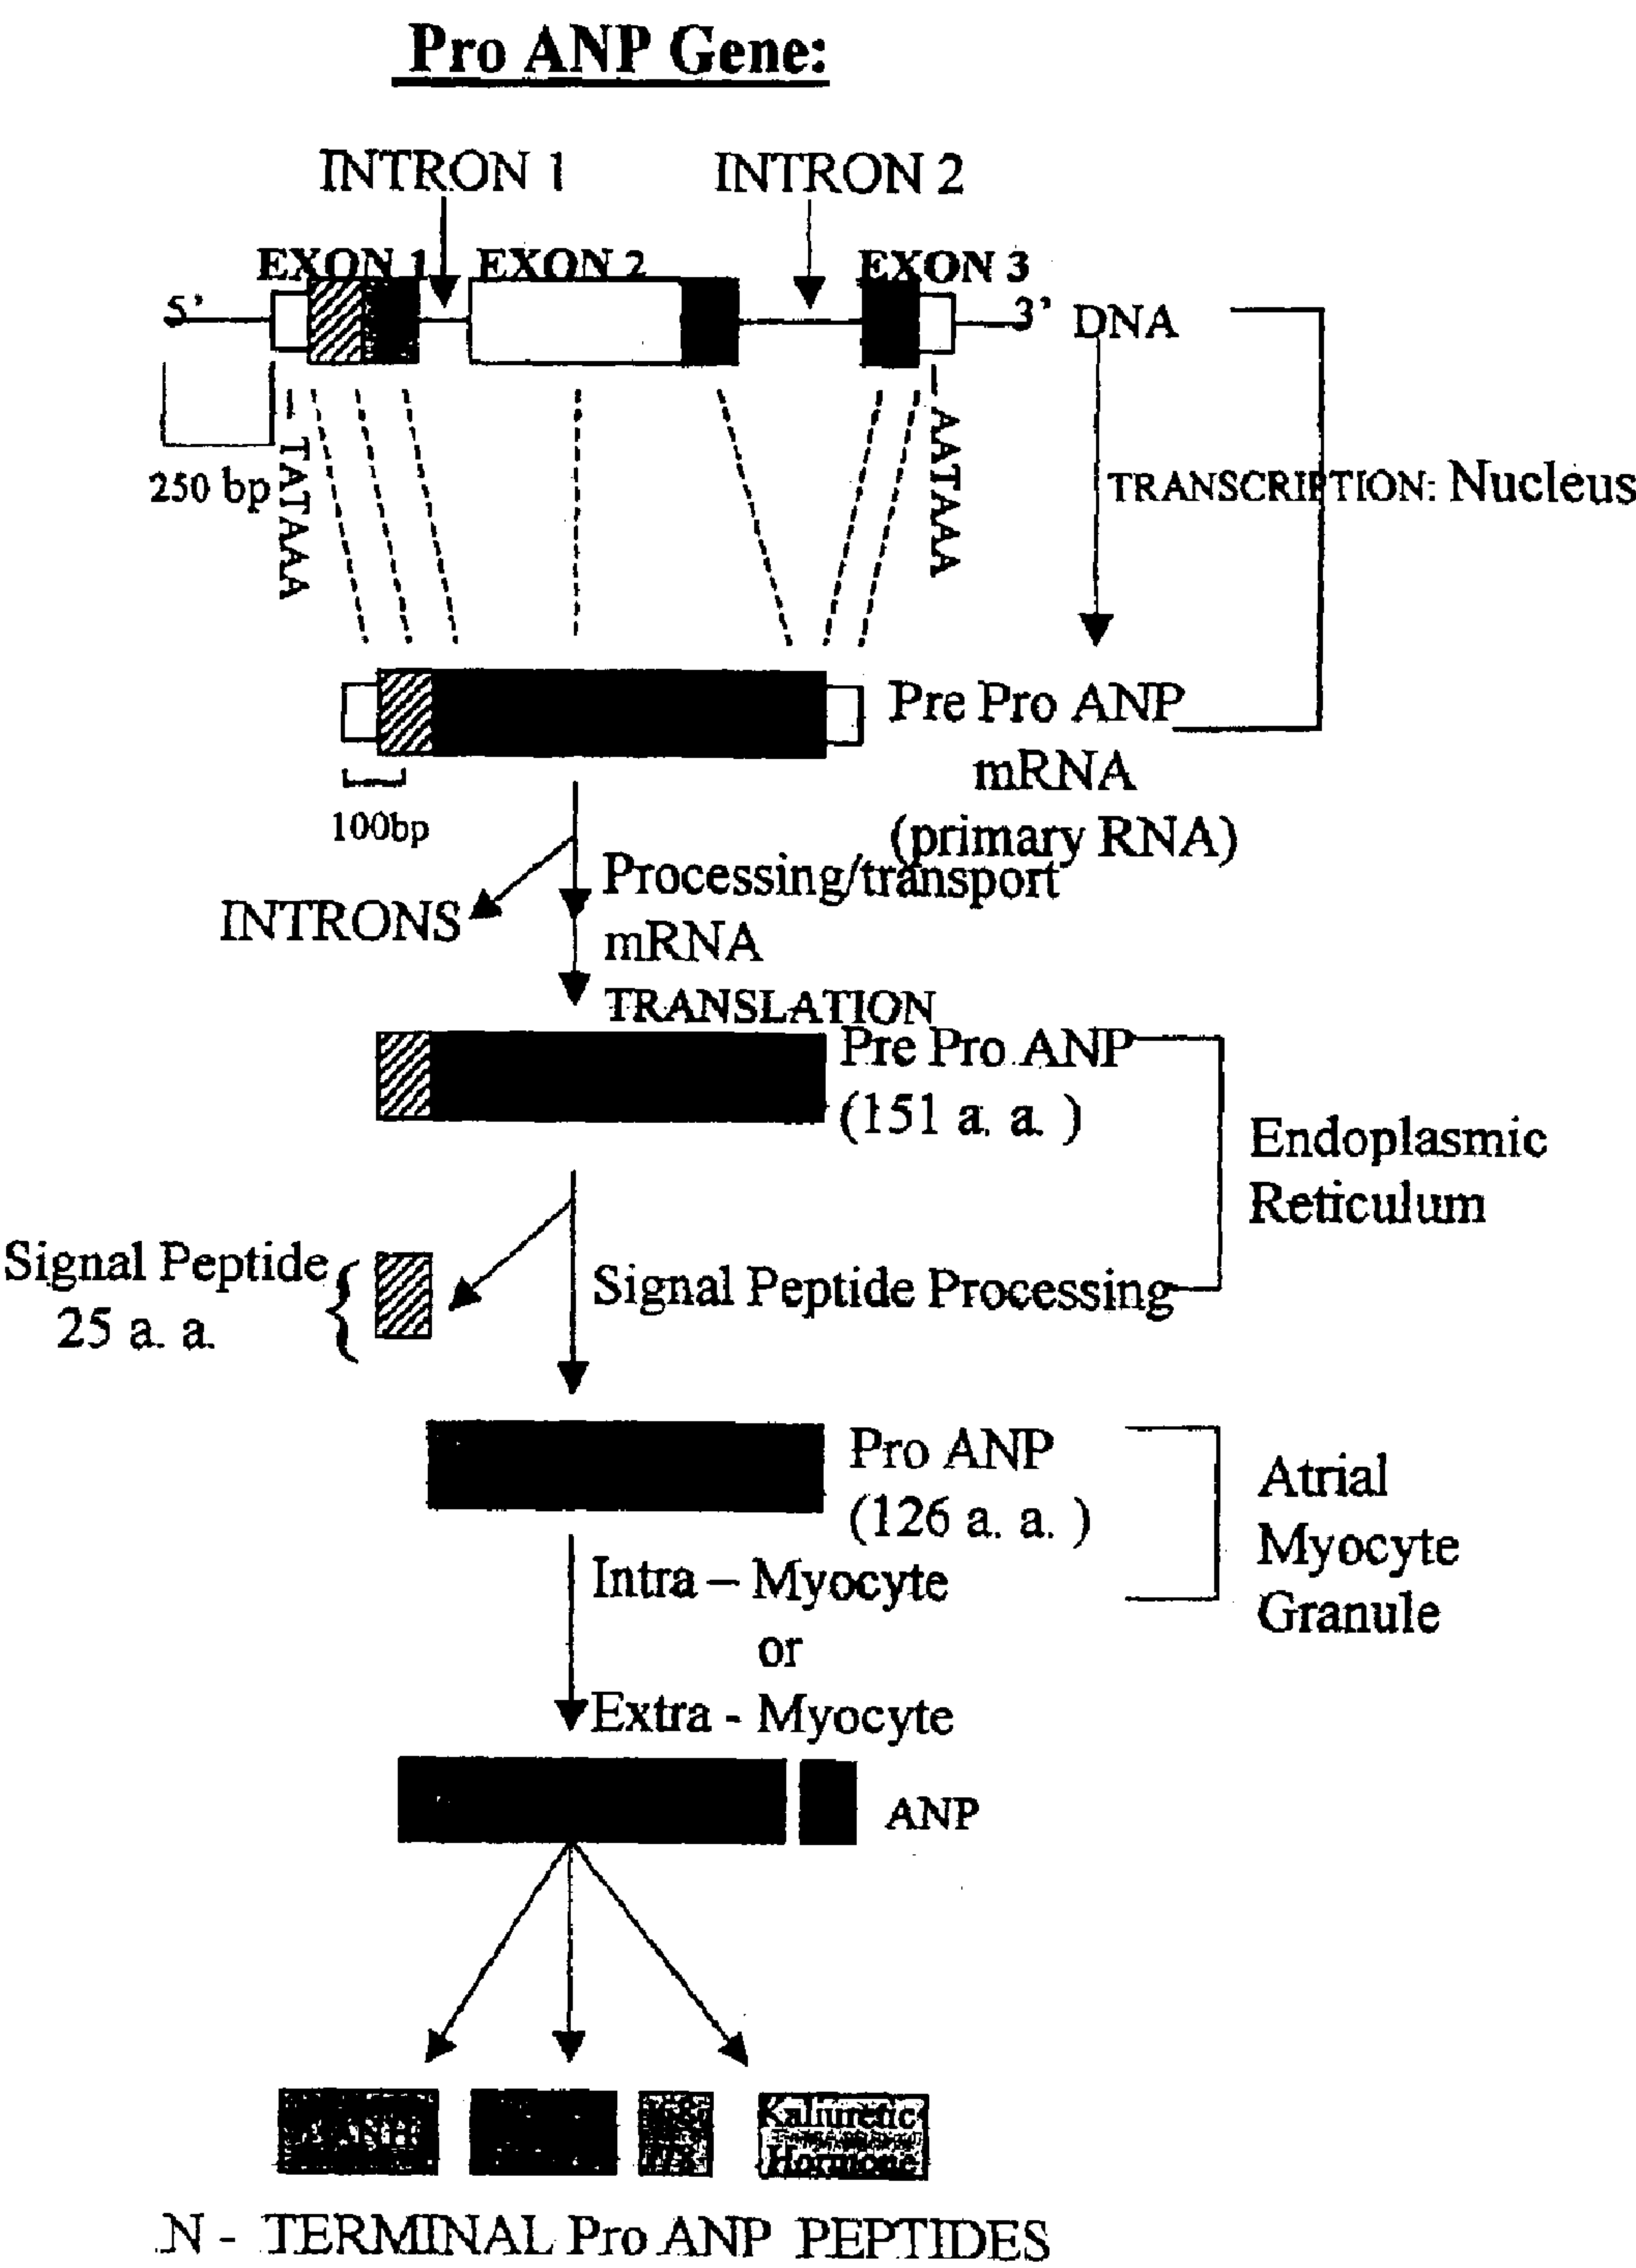 Pro ANP Gene:
INTRON 1
INTRON 2
EXON 1
EXON 2
EXON 3
5'
3'
DNA
250 bp
TATAAA
AATAAA
TRANSCRIPTION: Nucleus
Pre Pro ANP
mRNA
(primary RNA)
100bp
Processing/transport
INTRONS
mRNA
TRANSLATION
Pre Pro ANP
(151 a. a. )
Endoplasmic
Reticulum
Signal Peptide
25 a. a.
Signal Peptide Processing
Pro ANP
(126 a. a. )
Atrial
Myocyte
Granule
Intra – Myocyte
or
Extra - Myocyte
ANP
Kaliuretic
Hormone
N - TERMINAL Pro ANP PEPTIDES